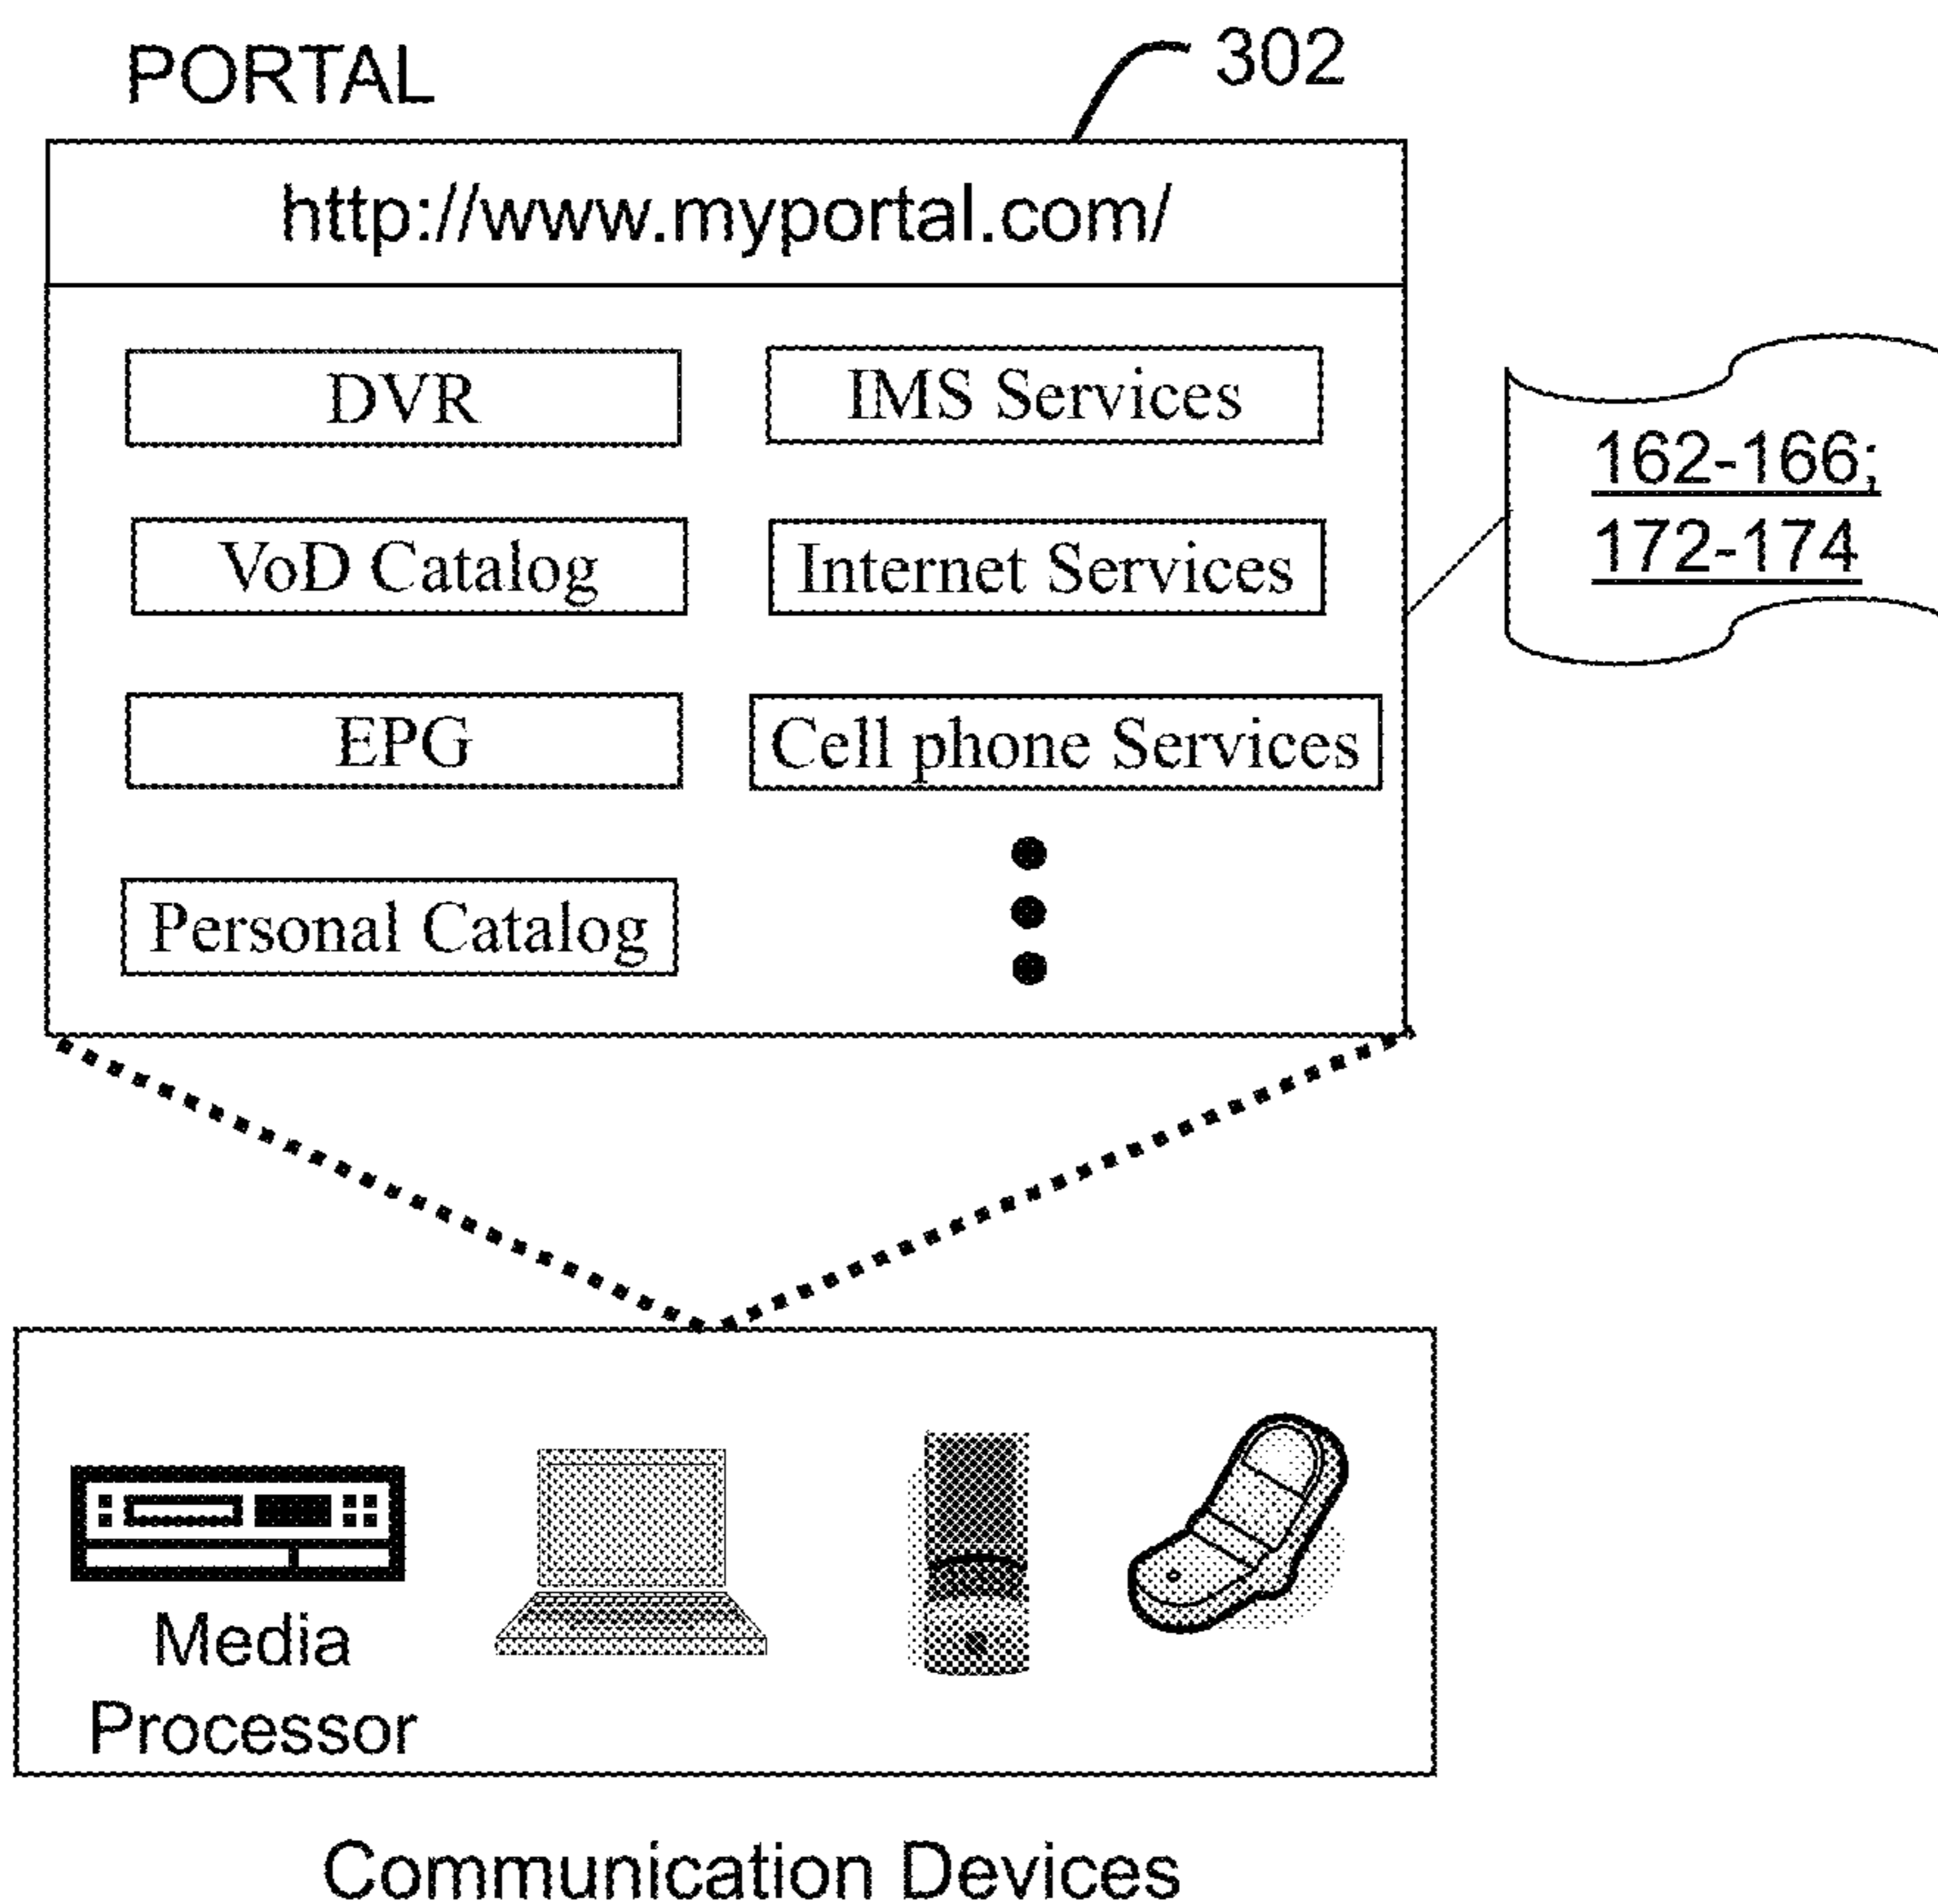 PORTAL
302
http://www.myportal.com/
DVR
IMS Services
VoD Catalog
Internet Services
EPG
Cell phone Services
Personal Catalog
162-166;
172-174
Media
Processor
Communication Devices